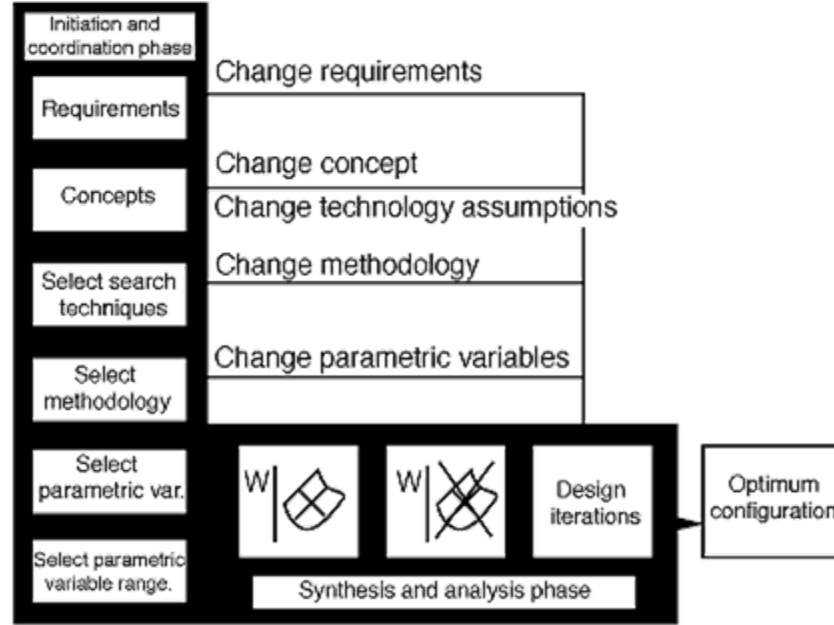 Initiation and
coordination phase
Requirements
Concepts
Select search
techniques
Select
methodology
Select
parametric var.
Select parametric
variable range.
Change requirements
Change concept
Change technology assumptions
Change methodology
Change parametric variables
W
W
Design
iterations
Synthesis and analysis phase
Optimum
configuration